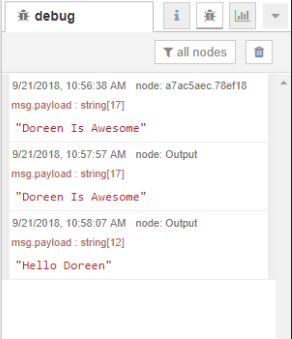 debug
i
all nodes
9/21/2018, 10:56:38 AM node: a7ac5aec.78ef18
msg.payload : string[17]
"Doreen Is Awesome"
9/21/2018, 10:57:57 AM node: Output
msg.payload : string[17]
"Doreen Is Awesome"
9/21/2018, 10:58:07 AM node: Output
msg.payload : string[12]
"Hello Doreen"